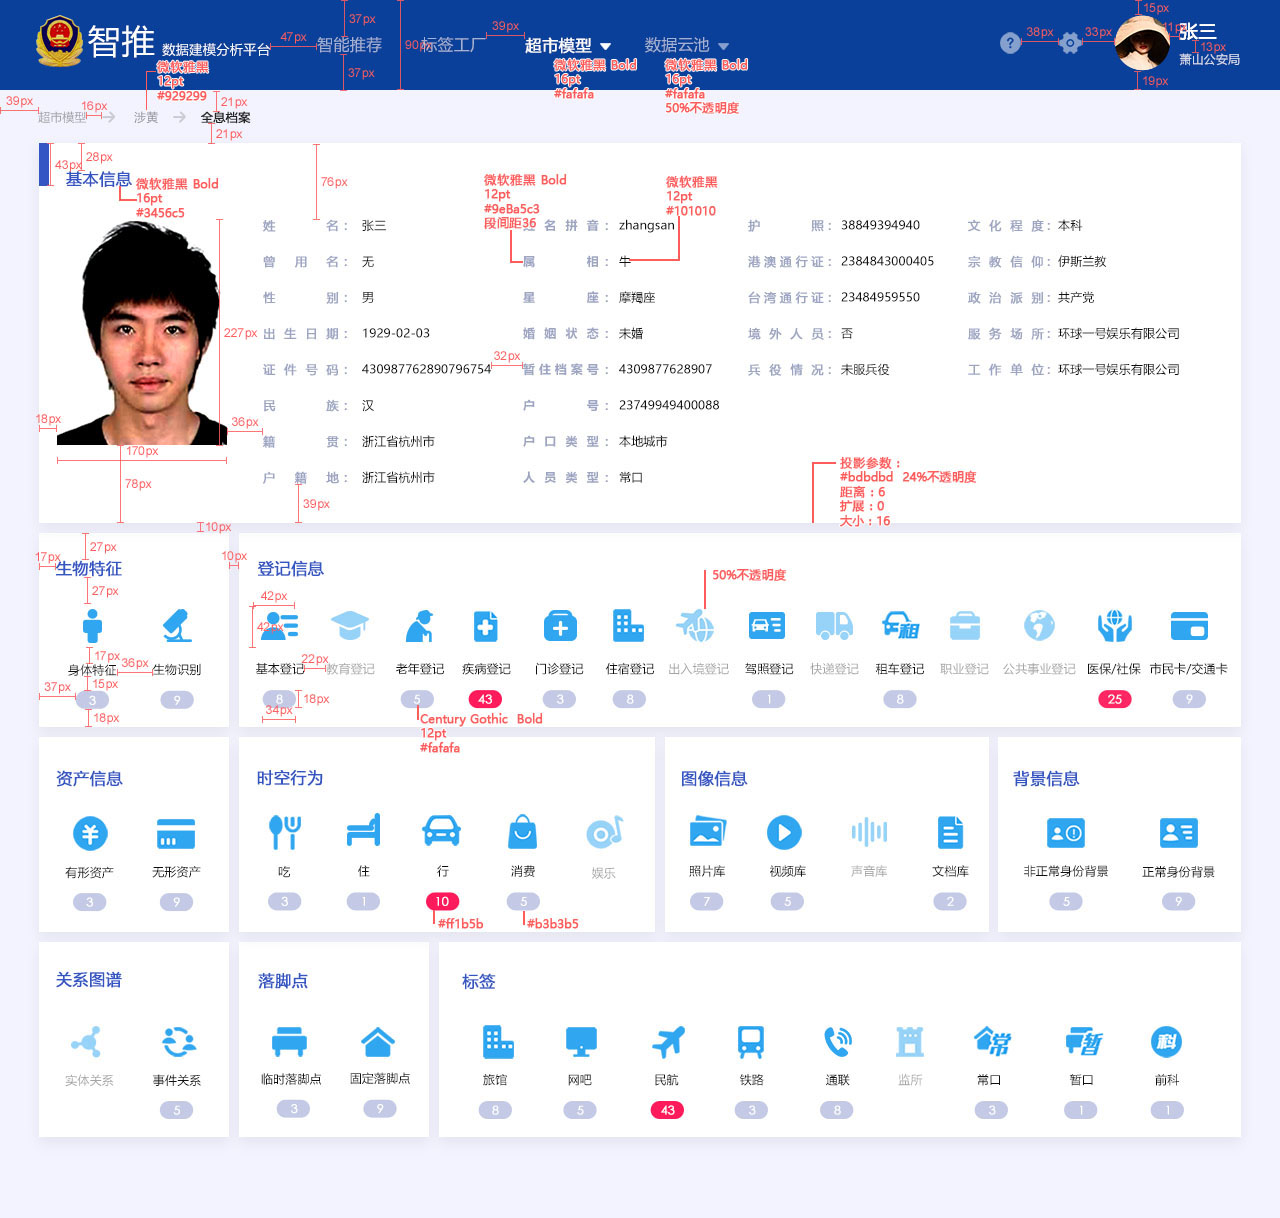 15px
37px
39px
47px
智推 数据建模分析平台
智能推荐
90px
标签工厂
超市模型
数据云池
38px
33px
11px
张三
13px
萧山公安局
微软雅黑
12pt
#929299
37px
微软雅黑 Bold
16pt
#fafafa
微软雅黑 Bold
16pt
#fafafa
50%不透明度
19px
39px
16px
21px
超市模型 涉黄 全息档案
21px
43px
28px
基本信息
微软雅黑 Bold
16pt
#3456c5
76px
微软雅黑 Bold
12pt
#9eBa5c3
段间距36
微软雅黑
12pt
#101010
姓名： 张三
名拼音： zhangsan
护照： 38849394940
文化程度： 本科
曾用名： 无
属相： 牛
港澳通行证： 2384843000405
宗教信仰： 伊斯兰教
性别： 男
星座： 摩羯座
台湾通行证： 23484959550
政治派别： 共产党
227px
出生日期： 1929-02-03
婚姻状态： 未婚
境外人员： 否
服务场所： 环球一号娱乐有限公司
32px
证件号码： 430987762890796754
暂住档案号： 4309877628907
兵役情况： 未服兵役
工作单位： 环球一号娱乐有限公司
民族： 汉
户号： 23749949400088
18px
36px
170px
籍贯： 浙江省杭州市
户口类型： 本地城市
78px
户籍地： 浙江省杭州市
人员类型： 常口
39px
投影参数：
#bdbdbd 24%不透明度
距离：6
扩展：0
大小：16
10px
27px
17px
生物特征
27px
10px
登记信息
50%不透明度
42px
42px
17px
36px
22px
身体特征 生物识别
基本登记 教育登记 老年登记 疾病登记 门诊登记 住宿登记 出入境登记 驾照登记 快递登记 租车登记 职业登记 公共事业登记 医保/社保 市民卡/交通卡
租
37px
15px
3 9
8 5 43 3 8 1 8 25 9
18px
34px
18px
Century Gothic Bold
12pt
#fafafa
资产信息
有形资产 无形资产
3 9
时空行为
吃 住 行 消费 娱乐
3 1 10 5
#ff1b5b
#b3b3b5
图像信息
照片库 视频库 声音库 文档库
7 5 2
背景信息
非正常身份背景 正常身份背景
5 9
关系图谱
实体关系 事件关系
5
落脚点
临时落脚点 固定落脚点
3 9
标签
常 暂 科
旅馆 网吧 民航 铁路 通联 监所 常口 暂口 前科
8 5 43 3 8 3 1 1